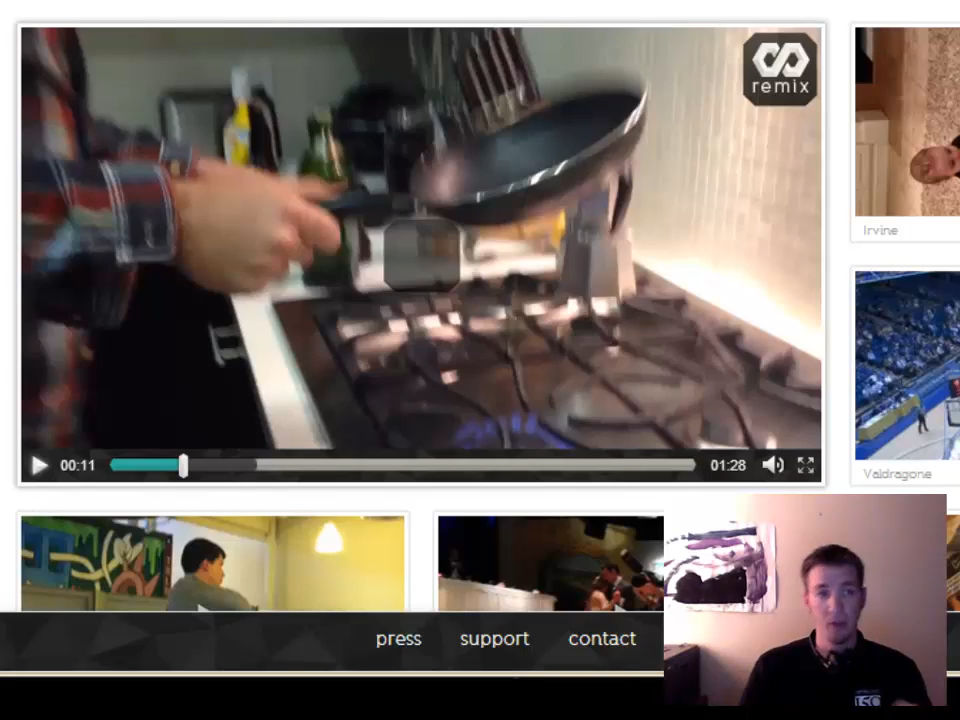 remix
Irvine
00:11
01:28
Valdragone
press support contact